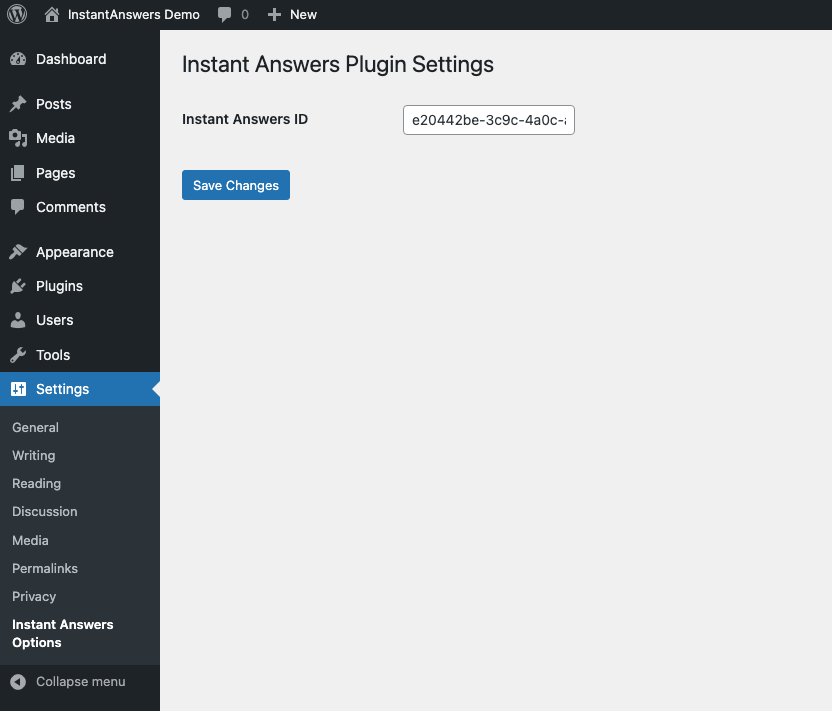 InstantAnswers Demo 0 New
Dashboard
Posts
Media
Pages
Comments
Appearance
Plugins
Users
Tools
Settings
General
Writing
Reading
Discussion
Media
Permalinks
Privacy
Instant Answers
Options
Collapse menu
Instant Answers Plugin Settings
Instant Answers ID e20442be-3c9c-4a0c-
Save Changes